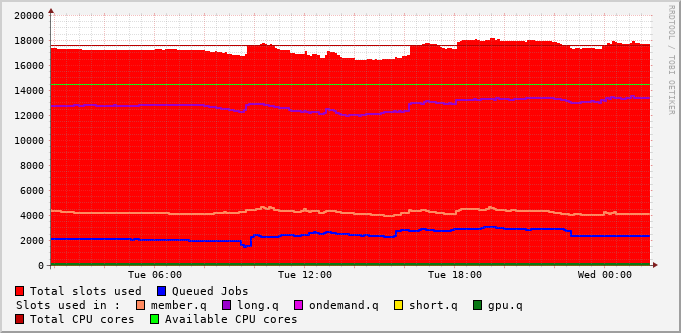 20000
18000
16000
14000
12000
10000
8000
6000
4000
2000
0
Tue 06:00 Tue 12:00 Tue 18:00 Wed 00:00
RRDTOOL / TOBI OETIKER
Total slots used Queued Jobs
Slots used in : member.q long.q ondemand.q short.q gpu.q
Total CPU cores Available CPU cores